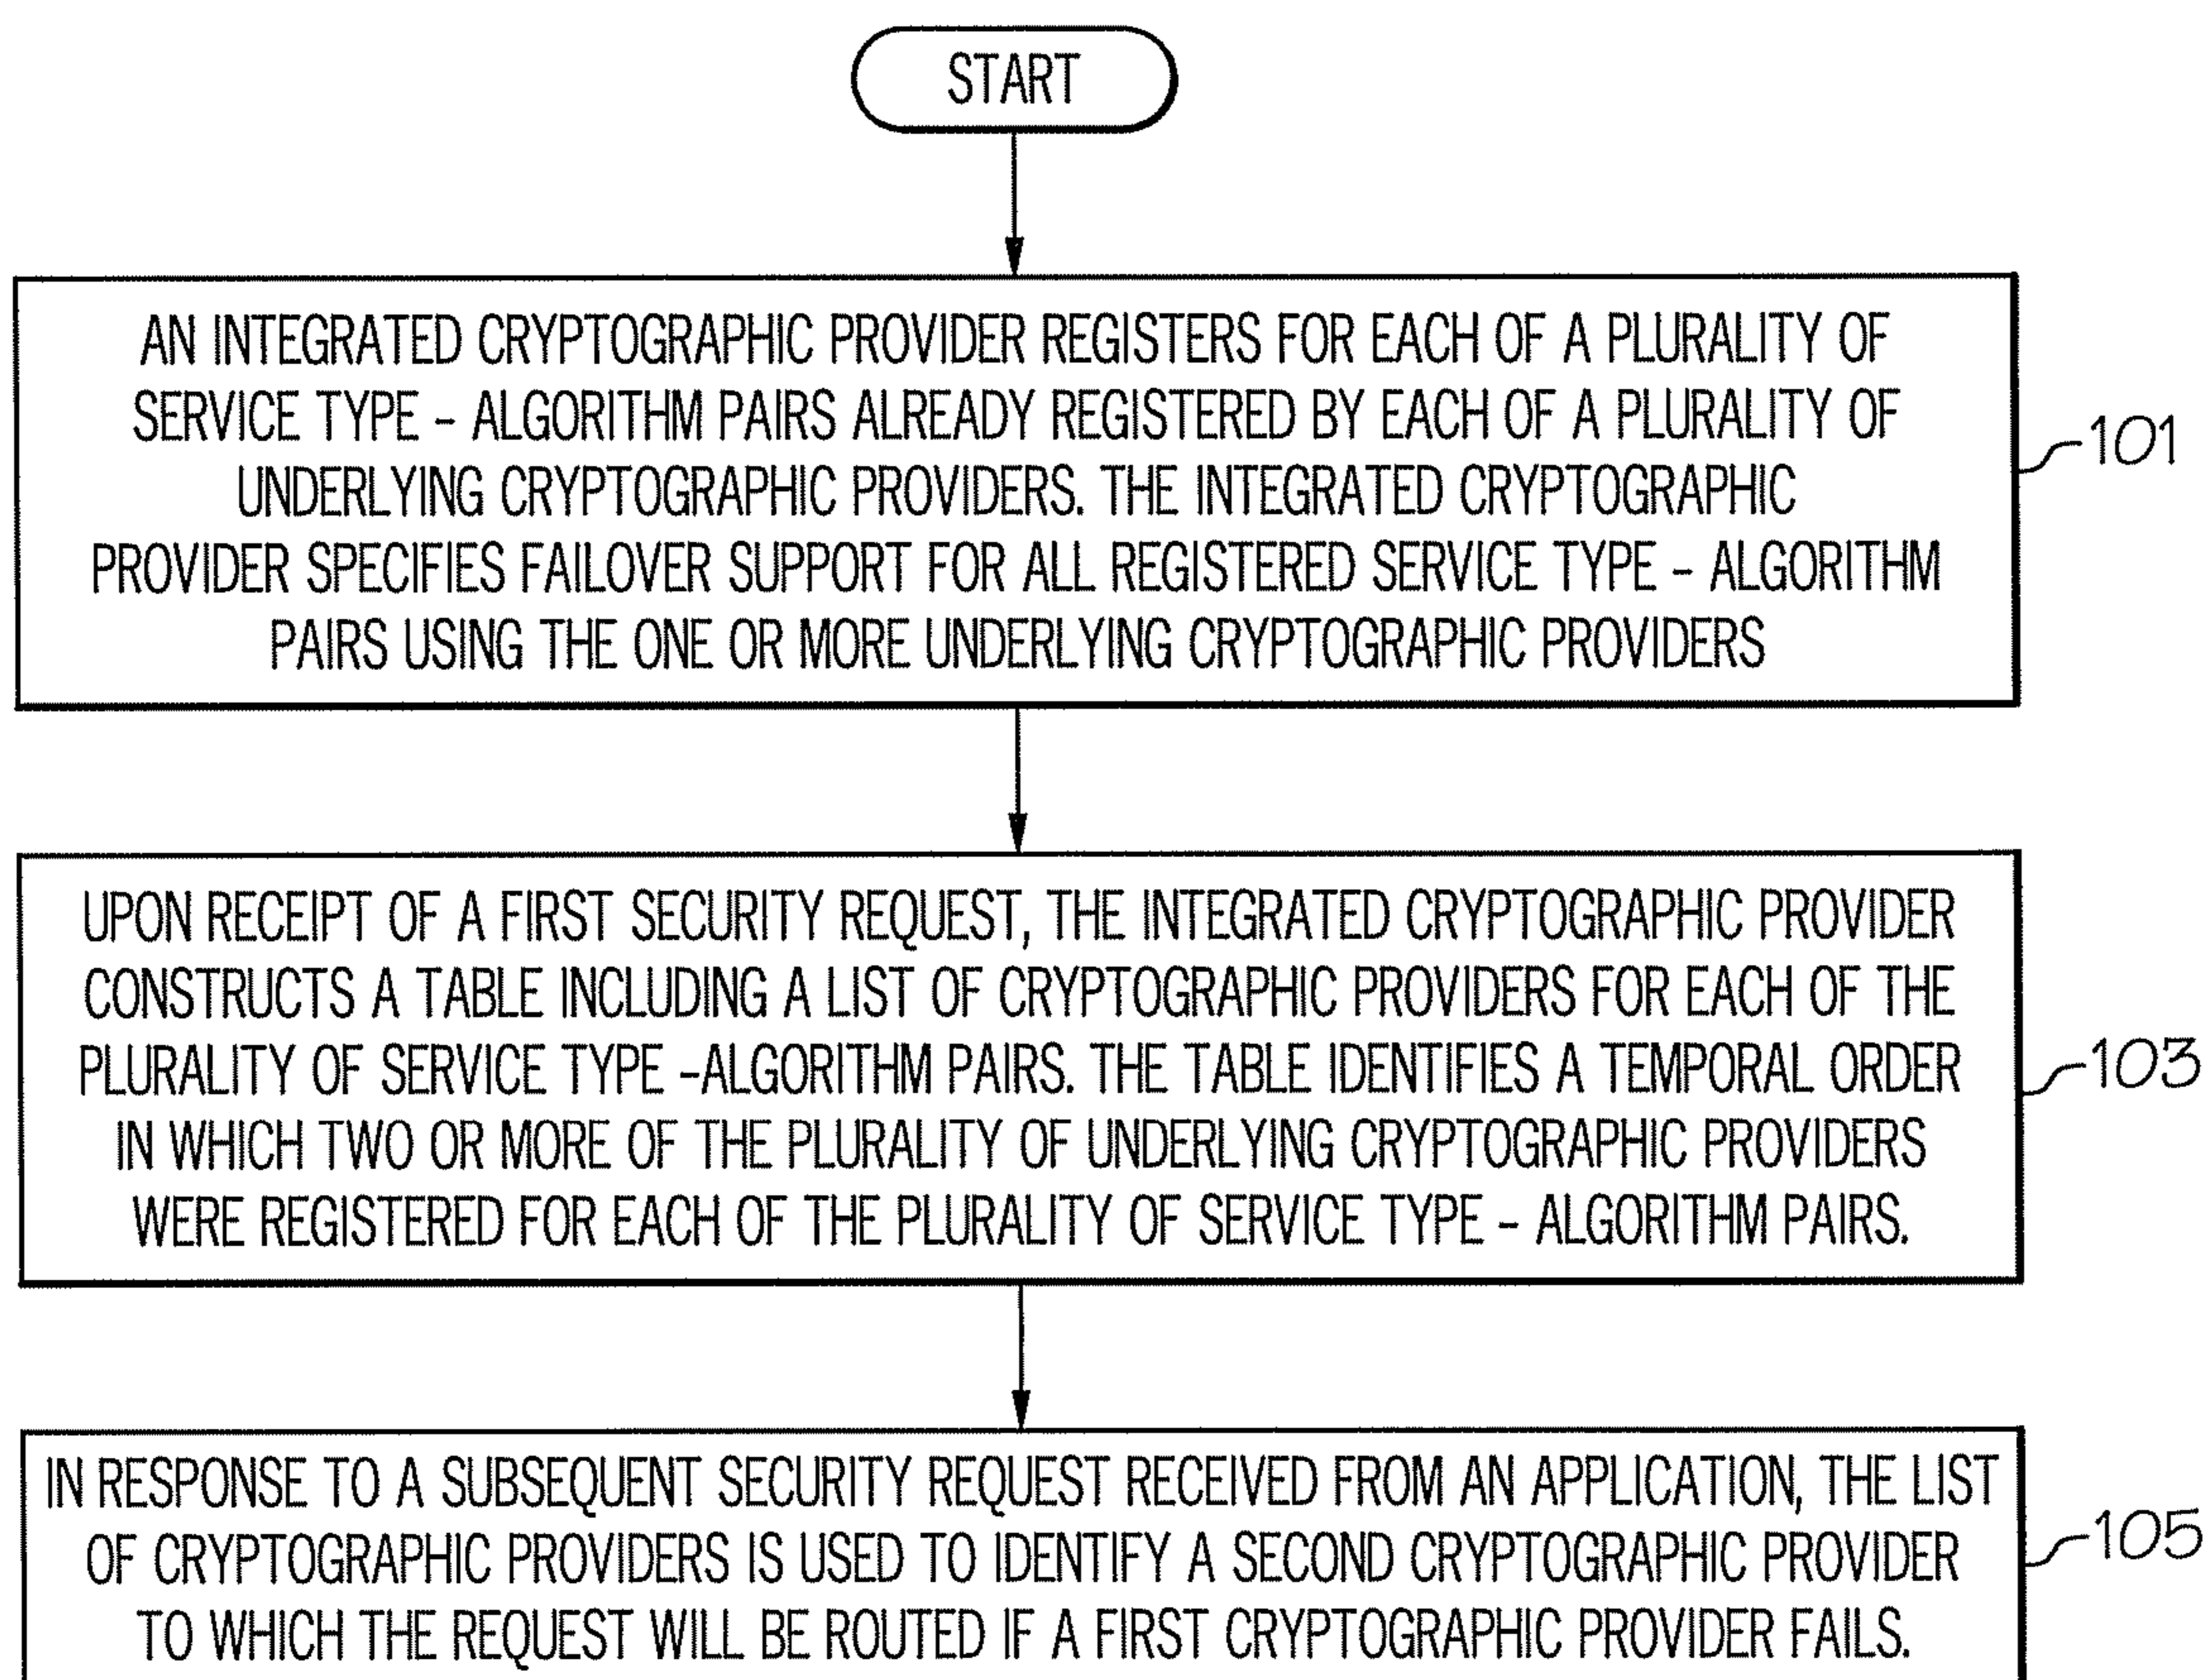 START
AN INTEGRATED CRYPTOGRAPHIC PROVIDER REGISTERS FOR EACH OF A PLURALITY OF
SERVICE TYPE – ALGORITHM PAIRS ALREADY REGISTERED BY EACH OF A PLURALITY OF
UNDERLYING CRYPTOGRAPHIC PROVIDERS. THE INTEGRATED CRYPTOGRAPHIC
PROVIDER SPECIFIES FAILOVER SUPPORT FOR ALL REGISTERED SERVICE TYPE – ALGORITHM
PAIRS USING THE ONE OR MORE UNDERLYING CRYPTOGRAPHIC PROVIDERS
101
UPON RECEIPT OF A FIRST SECURITY REQUEST, THE INTEGRATED CRYPTOGRAPHIC PROVIDER
CONSTRUCTS A TABLE INCLUDING A LIST OF CRYPTOGRAPHIC PROVIDERS FOR EACH OF THE
PLURALITY OF SERVICE TYPE –ALGORITHM PAIRS. THE TABLE IDENTIFIES A TEMPORAL ORDER
IN WHICH TWO OR MORE OF THE PLURALITY OF UNDERLYING CRYPTOGRAPHIC PROVIDERS
WERE REGISTERED FOR EACH OF THE PLURALITY OF SERVICE TYPE – ALGORITHM PAIRS.
103
IN RESPONSE TO A SUBSEQUENT SECURITY REQUEST RECEIVED FROM AN APPLICATION, THE LIST
OF CRYPTOGRAPHIC PROVIDERS IS USED TO IDENTIFY A SECOND CRYPTOGRAPHIC PROVIDER
TO WHICH THE REQUEST WILL BE ROUTED IF A FIRST CRYPTOGRAPHIC PROVIDER FAILS.
105